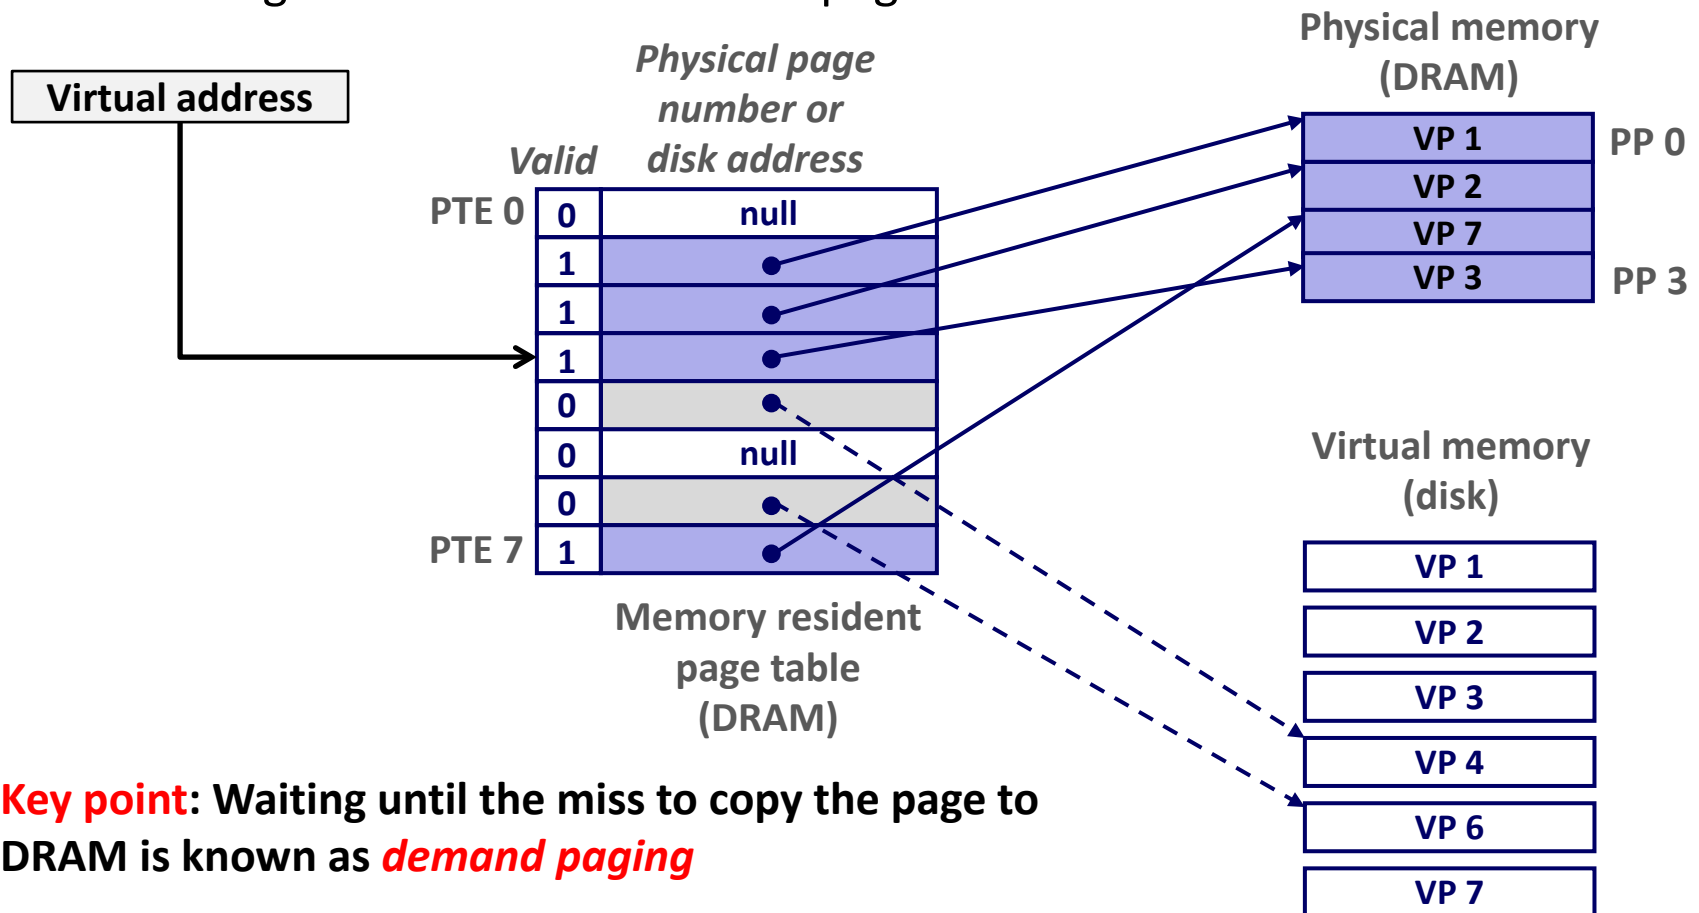 Virtual address
Physical page
number or
disk address
Valid
PTE 0
0 null
1
1
1
0
0 null
0
PTE 7
1
Memory resident
page table
(DRAM)
Physical memory
(DRAM)
VP 1
PP 0
VP 2
VP 7
VP 3
PP 3
Virtual memory
(disk)
VP 1
VP 2
VP 3
VP 4
VP 6
VP 7
Key point: Waiting until the miss to copy the page to
DRAM is known as demand paging